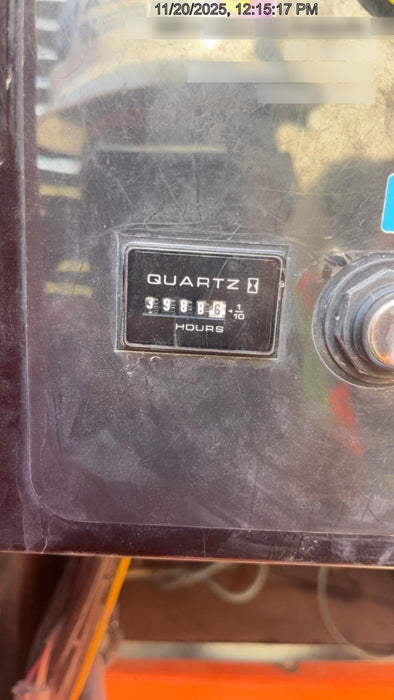 11/20/2025, 12:15:17 PM
QUARTZ
39886 1/10
HOURS